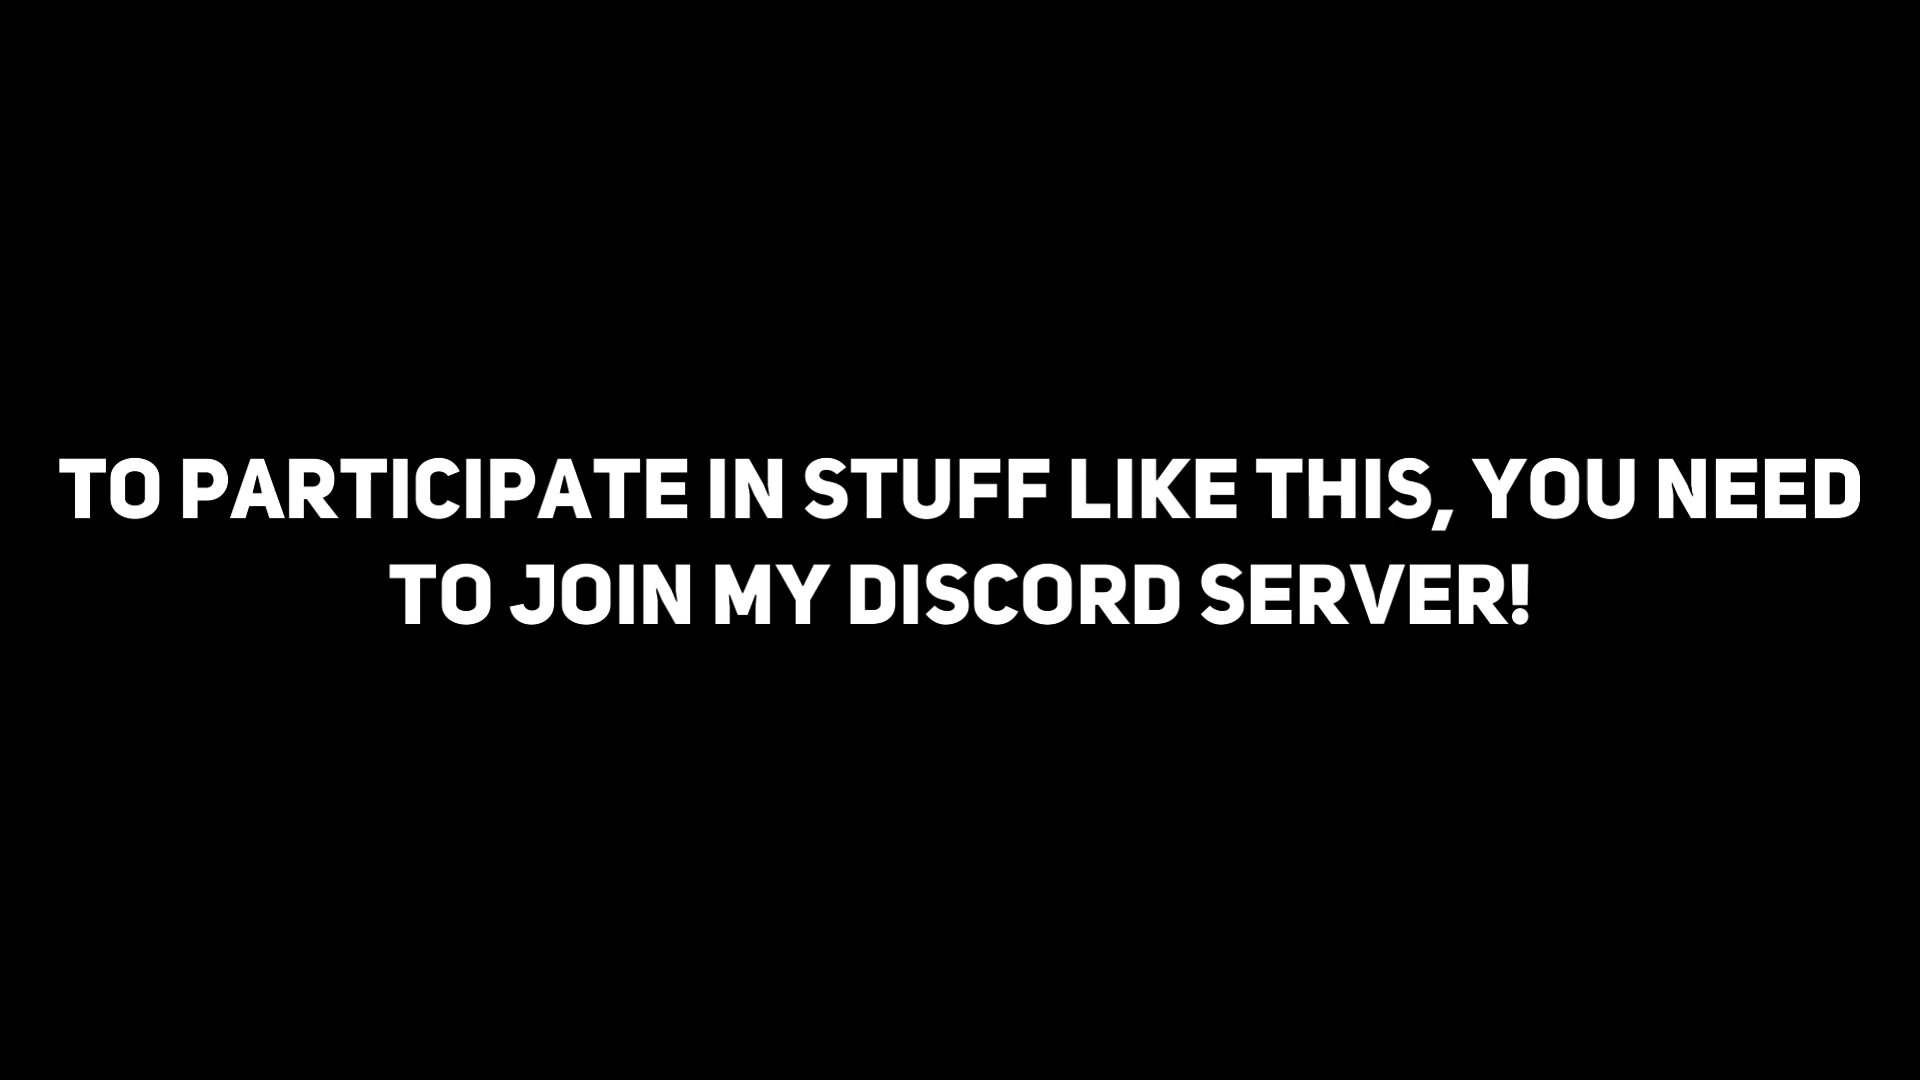 TO PARTICIPATE IN STUFF LIKE THIS, YOU NEED
TO JOIN MY DISCORD SERVER!